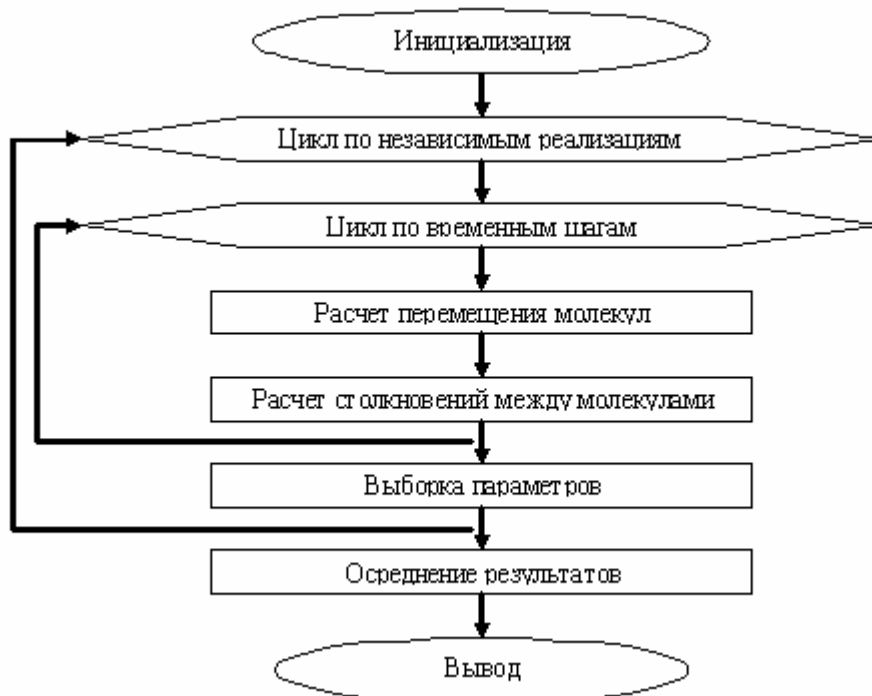 Инициализация
Цикл по независимым реализациям
Цикл по временным шагам
Расчет перемещения молекул
Расчет столкновений между молекулами
Выборка параметров
Осреднение результатов
Вывод